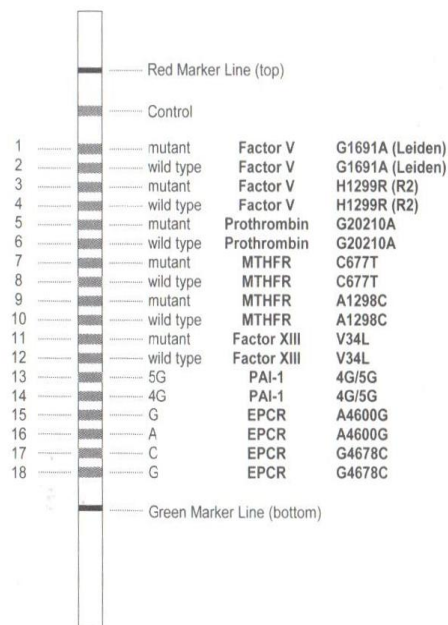 Red Marker Line (top)
Control
1 mutant Factor V G1691A (Leiden)
2 wild type Factor V G1691A (Leiden)
3 mutant Factor V H1299R (R2)
4 wild type Factor V H1299R (R2)
5 mutant Prothrombin G20210A
6 wild type Prothrombin G20210A
7 mutant MTHFR C677T
8 wild type MTHFR C677T
9 mutant MTHFR A1298C
10 wild type MTHFR A1298C
11 mutant Factor XIII V34L
12 wild type Factor XIII V34L
13 5G PAI-1 4G/5G
14 4G PAI-1 4G/5G
15 G EPCR A4600G
16 A EPCR A4600G
17 C EPCR G4678C
18 G EPCR G4678C
Green Marker Line (bottom)